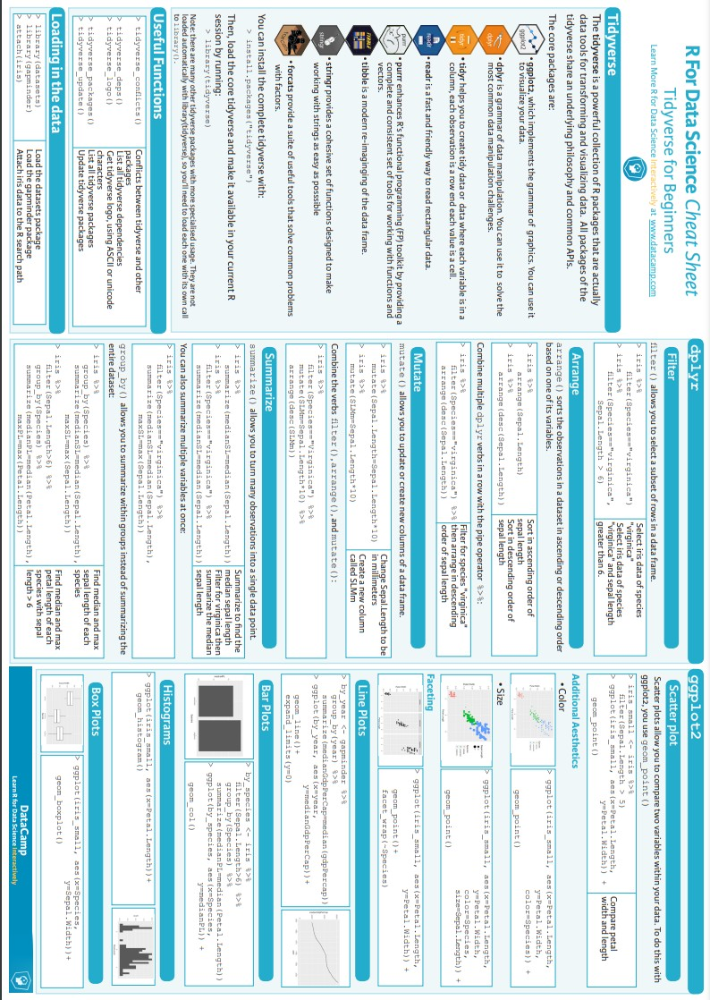 R For Data Science Cheat Sheet
Tidyverse for Beginners
Learn More R for Data Science Interactively at www.datacamp.com
Tidyverse
The tidyverse is a powerful collection of R packages that are actually
data tools for transforming and visualizing data. All packages of the
tidyverse share an underlying philosophy and common APIs.
The core packages are:
ggplot2
• ggplot2, which implements the grammar of graphics. You can use it
to visualize your data.
dplyr
• dplyr is a grammar of data manipulation. You can use it to solve the
most common data manipulation challenges.
tidyr
• tidyr helps you to create tidy data or data where each variable is in a
column, each observation is a row end each value is a cell.
readr
• readr is a fast and friendly way to read rectangular data.
purrr
• purrr enhances R's functional programming (FP) toolkit by providing a
complete and consistent set of tools for working with functions and
vectors.
TIBBLE
• tibble is a modern re-imaginging of the data frame.
stringr
• stringr provides a cohesive set of functions designed to make
working with strings as easy as posssible
forcats
• forcats provide a suite of useful tools that solve common problems
with factors.
You can install the complete tidyverse with:
> install.packages("tidyverse")
Then, load the core tidyverse and make it available in your current R
session by running:
> library(tidyverse)
Note: there are many other tidyverse packages with more specialised usage. They are not
loaded automatically with library(tidyverse), so you'll need to load each one with its own call
to library().
Useful Functions
> tidyverse_conflicts() Conflicts between tidyverse and other
packages
> tidyverse_deps() List all tidyverse dependencies
> tidyverse_logo() Get tidyverse logo, using ASCII or unicode
characters
> tidyverse_packages() List all tidyverse packages
> tidyverse_update() Update tidyverse packages
Loading in the data
> library(datasets) Load the datasets package
> library(gapminder) Load the gapminder package
> attach(iris) Attach iris data to the R search path
dplyr
Filter
filter() allows you to select a subset of rows in a data frame.
> iris %>% Select iris data of species
filter(Species=="virginica") "virginica"
> iris %>% Select iris data of species
filter(Species=="virginica", "virginica" and sepal length
Sepal.Length > 6) greater than 6.
Arrange
arrange() sorts the observations in a dataset in ascending or descending order
based on one of its variables.
> iris %>% Sort in ascending order of
arrange(Sepal.Length) sepal length
> iris %>% Sort in descending order of
arrange(desc(Sepal.Length)) sepal length
Combine multiple dplyr verbs in a row with the pipe operator %>%:
> iris %>% Filter for species "virginica"
filter(Species=="virginica") %>% then arrange in descending
arrange(desc(Sepal.Length)) order of sepal length
Mutate
mutate() allows you to update or create new columns of a data frame.
> iris %>% Change Sepal.Length to be
mutate(Sepal.Length=Sepal.Length*10) in millimeters
> iris %>% Create a new column
mutate(SLMm=Sepal.Length*10) called SLMm
Combine the verbs filter(), arrange(), and mutate():
> iris %>%
filter(Species=="Virginica") %>%
mutate(SLMm=Sepal.Length*10) %>%
arrange(desc(SLMm))
Summarize
summarize() allows you to turn many observations into a single data point.
> iris %>% Summarize to find the
summarize(medianSL=median(Sepal.Length)) median sepal length
> iris %>% Filter for virginica then
filter(Species=="virginica") %>% summarize the median
summarize(medianSL=median(Sepal.Length)) sepal length
You can also summarize multiple variables at once:
> iris %>%
filter(Species=="virginica") %>%
summarize(medianSL=median(Sepal.Length),
maxSL=max(Sepal.Length))
group_by() allows you to summarize within groups instead of summarizing the
entire dataset:
> iris %>% Find median and max
group_by(Species) %>% sepal length of each
summarize(medianSL=median(Sepal.Length), species
maxSL=max(Sepal.Length))
> iris %>% Find median and max
filter(Sepal.Length>6) %>% petal length of each
group_by(Species) %>% species with sepal
summarize(medianPL=median(Petal.Length), length > 6
maxPL=max(Petal.Length))
ggplot2
Scatter plot
Scatter plots allow you to compare two variables within your data. To do this with
ggplot2, you use geom_point()
> iris_small <- iris %>%
filter(Sepal.Length > 5)
> ggplot(iris_small, aes(x=Petal.Length, Compare petal
y=Petal.Width)) + width and length
geom_point()
Additional Aesthetics
• Color
> ggplot(iris_small, aes(x=Petal.Length,
y=Petal.Width,
color=Species)) +
geom_point()
• Size
> ggplot(iris_small, aes(x=Petal.Length,
y=Petal.Width,
color=Species,
size=Sepal.Length)) +
geom_point()
Faceting
> ggplot(iris_small, aes(x=Petal.Length,
y=Petal.Width)) +
geom_point()+
facet_wrap(~Species)
Line Plots
> by_year <- gapminder %>%
group_by(year) %>%
summarize(medianGdpPerCap=median(gdpPercap))
> ggplot(by_year, aes(x=year,
y=medianGdpPerCap))+
geom_line()+
expand_limits(y=0)
Bar Plots
> by_species <- iris %>%
filter(Sepal.Length>6) %>%
group_by(Species) %>%
summarize(medianPL=median(Petal.Length))
> ggplot(by_species, aes(x=Species,
y=medianPL)) +
geom_col()
Histograms
> ggplot(iris_small, aes(x=Petal.Length))+
geom_histogram()
Box Plots
> ggplot(iris_small, aes(x=Species,
y=Sepal.Width))+
geom_boxplot()
DataCamp
Learn R for Data Science Interactively